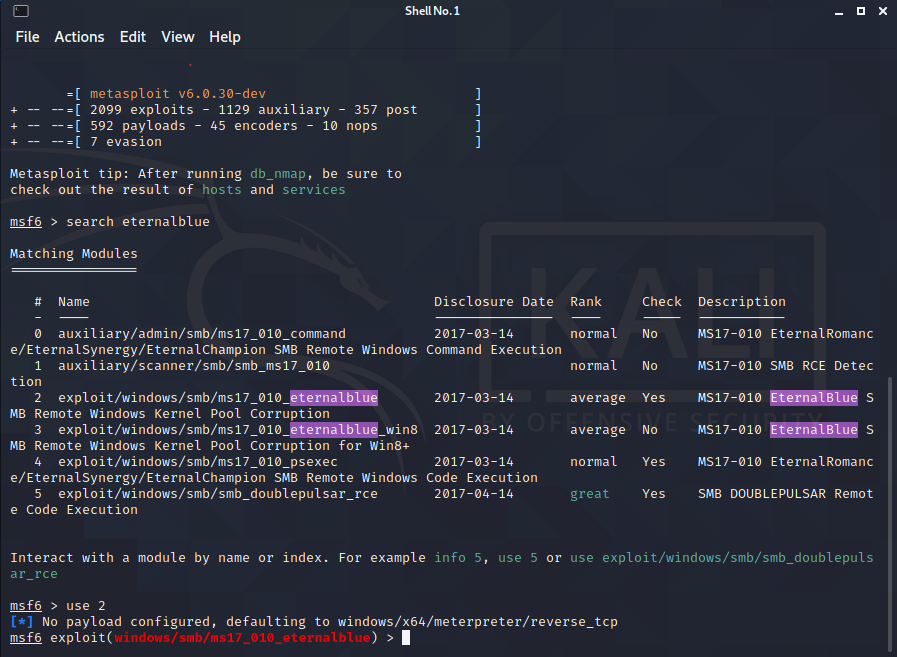 Shell No. 1
File Actions Edit View Help
=[ metasploit v6.0.30-dev ]
+ -- --=[ 2099 exploits - 1129 auxiliary - 357 post ]
+ -- --=[ 592 payloads - 45 encoders - 10 nops ]
+ -- --=[ 7 evasion ]
Metasploit tip: After running db_nmap, be sure to
check out the result of hosts and services
msf6 > search eternalblue
Matching Modules
================
# Name Disclosure Date Rank Check Description
- ---- --------------- ---- ----- -----------
0 auxiliary/admin/smb/ms17_010_command 2017-03-14 normal No MS17-010 EternalRomanc
e/EternalSynergy/EternalChampion SMB Remote Windows Command Execution
1 auxiliary/scanner/smb/smb_ms17_010 normal No MS17-010 SMB RCE Detec
tion
2 exploit/windows/smb/ms17_010_eternalblue 2017-03-14 average Yes MS17-010 EternalBlue S
MB Remote Windows Kernel Pool Corruption
3 exploit/windows/smb/ms17_010_eternalblue_win8 2017-03-14 average No MS17-010 EternalBlue S
MB Remote Windows Kernel Pool Corruption for Win8+
4 exploit/windows/smb/ms17_010_psexec 2017-03-14 normal Yes MS17-010 EternalRomanc
e/EternalSynergy/EternalChampion SMB Remote Windows Code Execution
5 exploit/windows/smb/smb_doublepulsar_rce 2017-04-14 great Yes SMB DOUBLEPULSAR Remot
e Code Execution
Interact with a module by name or index. For example info 5, use 5 or use exploit/windows/smb/smb_doublepuls
ar_rce
msf6 > use 2
[*] No payload configured, defaulting to windows/x64/meterpreter/reverse_tcp
msf6 exploit(windows/smb/ms17_010_eternalblue) >
KALI
BY OFFENSIVE SECURITY